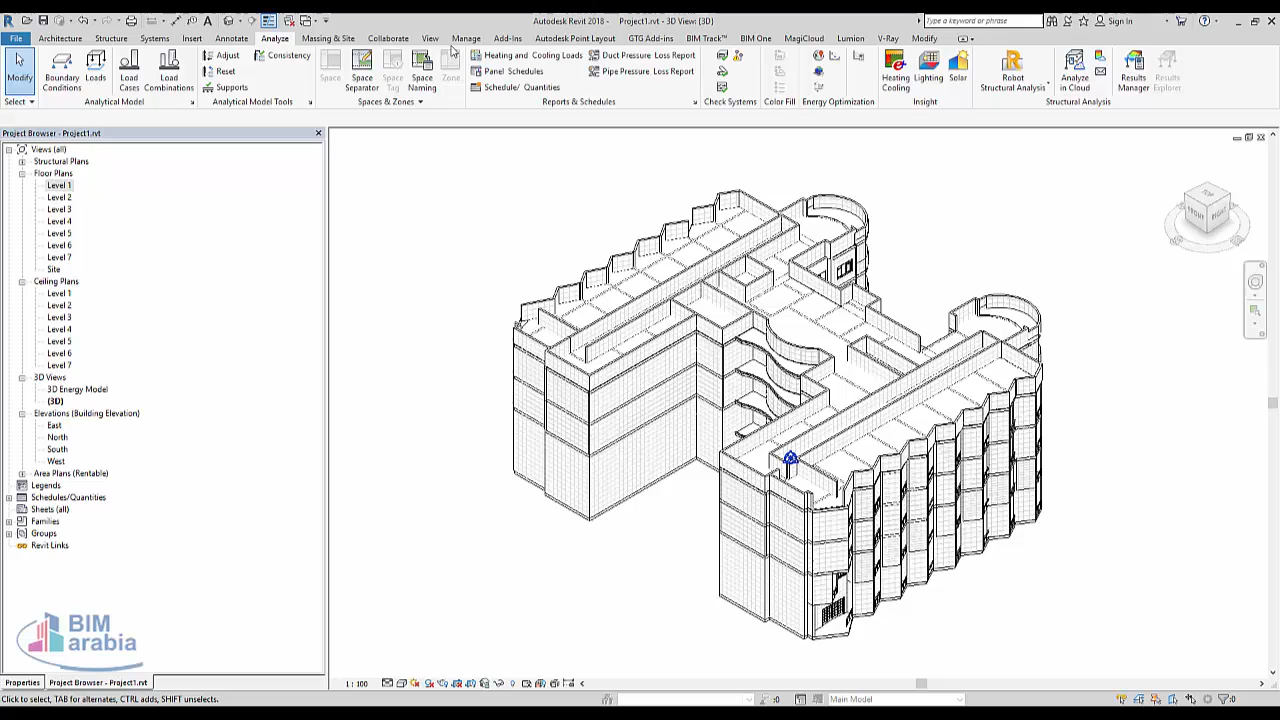 Autodesk Revit 2018 - Project1.rvt - 3D View: {3D}
Type a keyword or phrase
Sign In
File Architecture Structure Systems Insert Annotate Analyze Massing & Site Collaborate View Manage Add-Ins Autodesk Point Layout GTG Add-ins BIM Track™ BIM One MagiCloud Lumion V-Ray Modify
Modify
Boundary Conditions
Loads
Load Cases
Load Combinations
Adjust
Reset
Supports
Consistency
Space
Space Separator
Space Tag
Space Naming
Zone
Heating and Cooling Loads
Panel Schedules
Schedule/ Quantities
Duct Pressure Loss Report
Pipe Pressure Loss Report
Heating Cooling
Lighting
Solar
Robot Structural Analysis
Analyze in Cloud
Results Manager
Results Explorer
Select Analytical Model Analytical Model Tools Spaces & Zones Reports & Schedules Check Systems Color Fill Energy Optimization Insight Structural Analysis
Project Browser - Project1.rvt
Views (all)
Structural Plans
Floor Plans
Level 1
Level 2
Level 3
Level 4
Level 5
Level 6
Level 7
Site
Ceiling Plans
Level 1
Level 2
Level 3
Level 4
Level 5
Level 6
Level 7
3D Views
3D Energy Model
{3D}
Elevations (Building Elevation)
East
North
South
West
Area Plans (Rentable)
Legends
Schedules/Quantities
Sheets (all)
Families
Groups
Revit Links
TOP
FRONT
RIGHT
BIM
arabia
Properties
Project Browser - Project1.rvt
1 : 100
Click to select, TAB for alternates, CTRL adds, SHIFT unselects.
:0
Main Model
:0